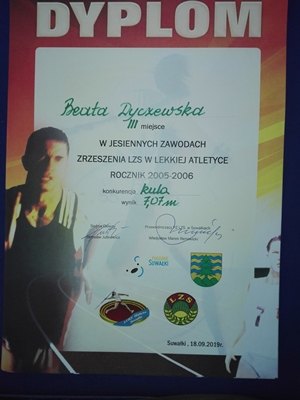 DYPLOM
Beata Dyczewska
III miejsce
W JESIENNYCH ZAWODACH
ZRZESZENIA LZS W LEKKIEJ ATLETYCE
ROCZNIK 2005-2006
konkurencja kula
wynik 7,07 m
SUWAŁKI
LZS
Suwałki, 18.09.2019r.